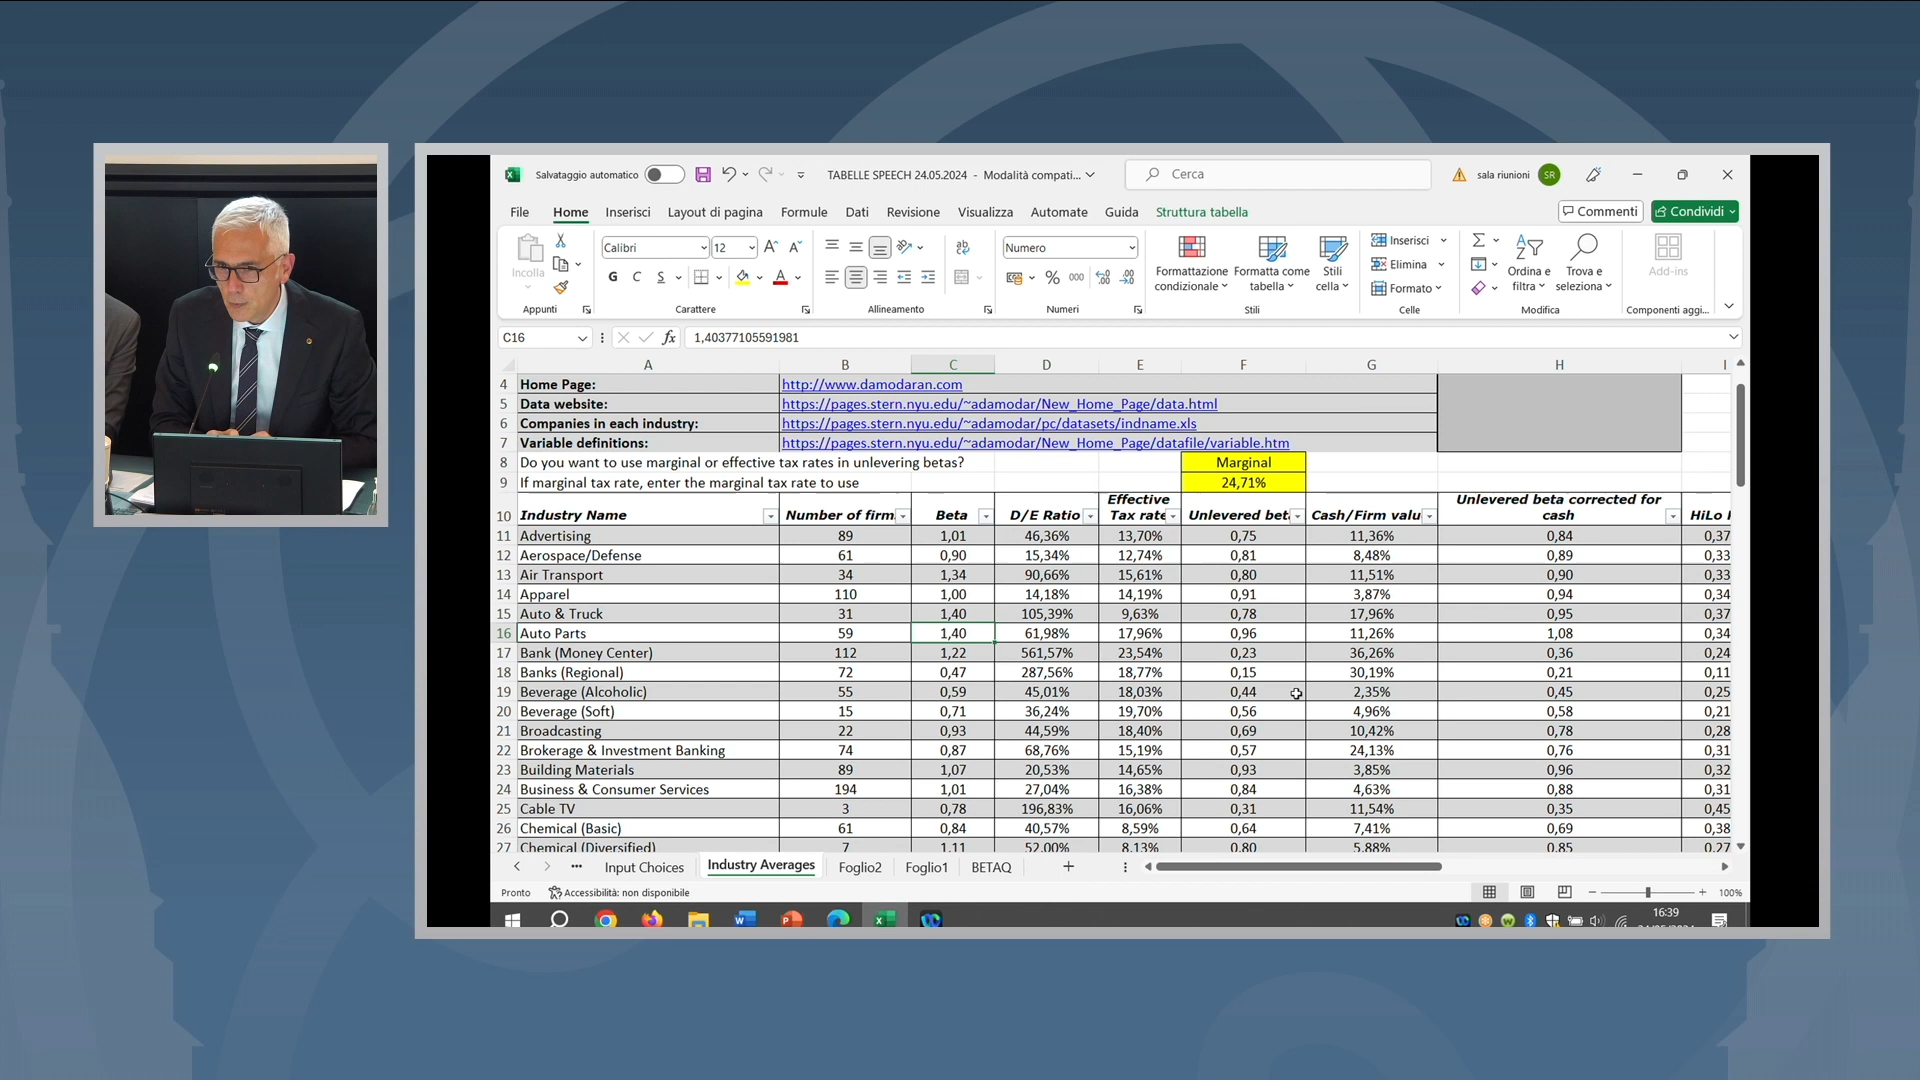 Salvataggio automatico
TABELLE SPEECH 24.05.2024 - Modalità compati...
Cerca
sala riunioni SR
File Home Inserisci Layout di pagina Formule Dati Revisione Visualizza Automate Guida Struttura tabella
Commenti Condividi
Incolla
Appunti
Calibri 12
G C S
Carattere
Allineamento
Numero
% 000
Numeri
Formattazione condizionale
Formatta come tabella
Stili cella
Stili
Inserisci
Elimina
Formato
Celle
Ordina e filtra
Trova e seleziona
Modifica
Add-ins
Componenti aggi...
C16 fx 1,40377105591981
A B C D E F G H I
4 Home Page: http://www.damodaran.com
5 Data website: https://pages.stern.nyu.edu/~adamodar/New_Home_Page/data.html
6 Companies in each industry: https://pages.stern.nyu.edu/~adamodar/pc/datasets/indname.xls
7 Variable definitions: https://pages.stern.nyu.edu/~adamodar/New_Home_Page/datafile/variable.htm
8 Do you want to use marginal or effective tax rates in unlevering betas? Marginal
9 If marginal tax rate, enter the marginal tax rate to use 24,71%
10 Industry Name Number of firm Beta D/E Ratio Effective Tax rate Unlevered bet Cash/Firm valu Unlevered beta corrected for cash HiLo
11 Advertising 89 1,01 46,36% 13,70% 0,75 11,36% 0,84 0,37
12 Aerospace/Defense 61 0,90 15,34% 12,74% 0,81 8,48% 0,89 0,33
13 Air Transport 34 1,34 90,66% 15,61% 0,80 11,51% 0,90 0,33
14 Apparel 110 1,00 14,18% 14,19% 0,91 3,87% 0,94 0,34
15 Auto & Truck 31 1,40 105,39% 9,63% 0,78 17,96% 0,95 0,37
16 Auto Parts 59 1,40 61,98% 17,96% 0,96 11,26% 1,08 0,34
17 Bank (Money Center) 112 1,22 561,57% 23,54% 0,23 36,26% 0,36 0,24
18 Banks (Regional) 72 0,47 287,56% 18,77% 0,15 30,19% 0,21 0,11
19 Beverage (Alcoholic) 55 0,59 45,01% 18,03% 0,44 2,35% 0,45 0,25
20 Beverage (Soft) 15 0,71 36,24% 19,70% 0,56 4,96% 0,58 0,21
21 Broadcasting 22 0,93 44,59% 18,40% 0,69 10,42% 0,78 0,28
22 Brokerage & Investment Banking 74 0,87 68,76% 15,19% 0,57 24,13% 0,76 0,31
23 Building Materials 89 1,07 20,53% 14,65% 0,93 3,85% 0,96 0,32
24 Business & Consumer Services 194 1,01 27,04% 16,38% 0,84 4,63% 0,88 0,31
25 Cable TV 3 0,78 196,83% 16,06% 0,31 11,54% 0,35 0,45
26 Chemical (Basic) 61 0,84 40,57% 8,59% 0,64 7,41% 0,69 0,38
27 Chemical (Diversified) 7 1,11 52,00% 8,13% 0,80 5,88% 0,85 0,27
Input Choices Industry Averages Foglio2 Foglio1 BETAQ
Pronto Accessibilità: non disponibile 100%
16:39